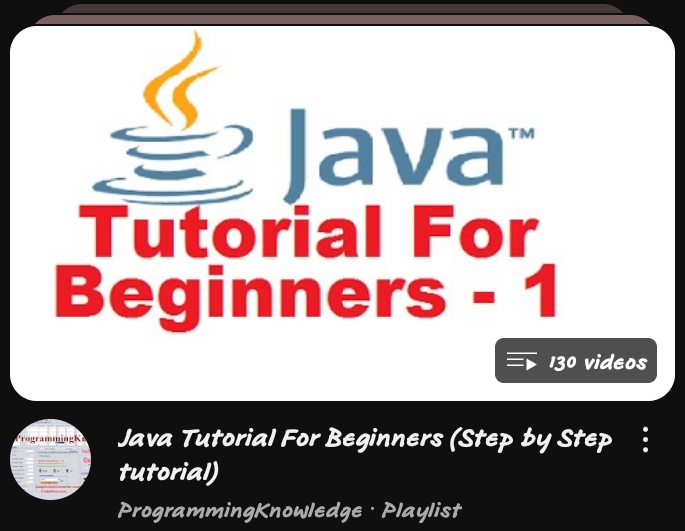 Java™
Tutorial For
Beginners - 1
130 videos
Java Tutorial For Beginners (Step by Step
tutorial)
ProgrammingKnowledge · Playlist